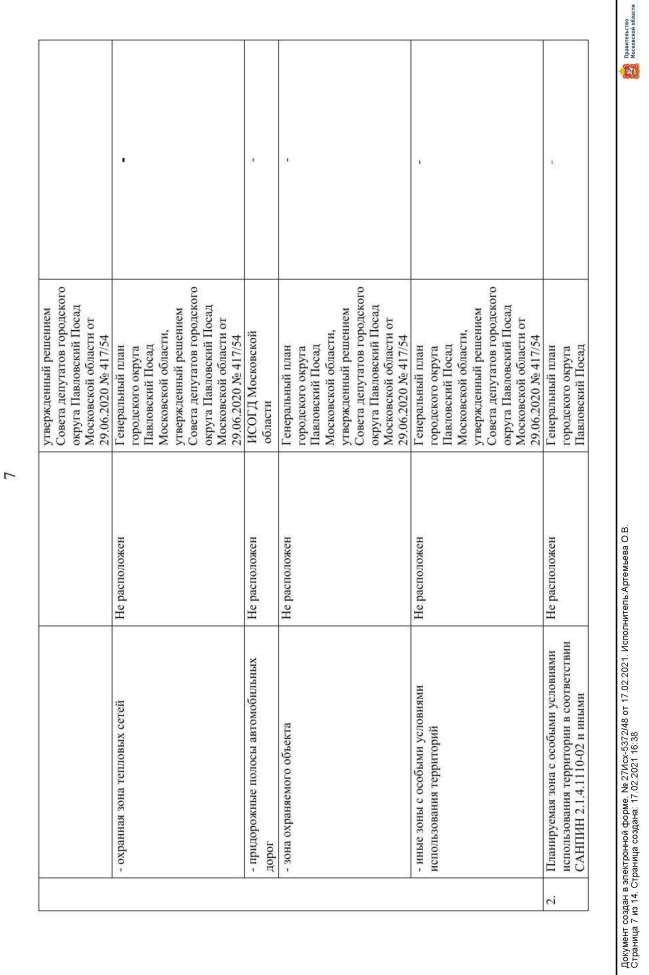 7
утвержденный решением
Совета депутатов городского
округа Павловский Посад
Московской области от
29.06.2020 № 417/54
- охранная зона тепловых сетей
Не расположен
Генеральный план
городского округа
Павловский Посад
Московской области,
утвержденный решением
Совета депутатов городского
округа Павловский Посад
Московской области от
29.06.2020 № 417/54
-
- придорожные полосы автомобильных
дорог
Не расположен
ИСОГД Московской
области
-
- зона охраняемого объекта
Не расположен
Генеральный план
городского округа
Павловский Посад
Московской области,
утвержденный решением
Совета депутатов городского
округа Павловский Посад
Московской области от
29.06.2020 № 417/54
-
- иные зоны с особыми условиями
использования территорий
Не расположен
Генеральный план
городского округа
Павловский Посад
Московской области,
утвержденный решением
Совета депутатов городского
округа Павловский Посад
Московской области от
29.06.2020 № 417/54
-
2.
Планируемая зона с особыми условиями
использования территории в соответствии
САНПИН 2.1.4.1110-02 и иными
Не расположен
Генеральный план
городского округа
Павловский Посад
-
Документ создан в электронной форме. № 27Исх-5372/48 от 17.02.2021. Исполнитель:Артемьева О.В.
Страница 7 из 14. Страница создана: 17.02.2021 16:38
Правительство
Московской области